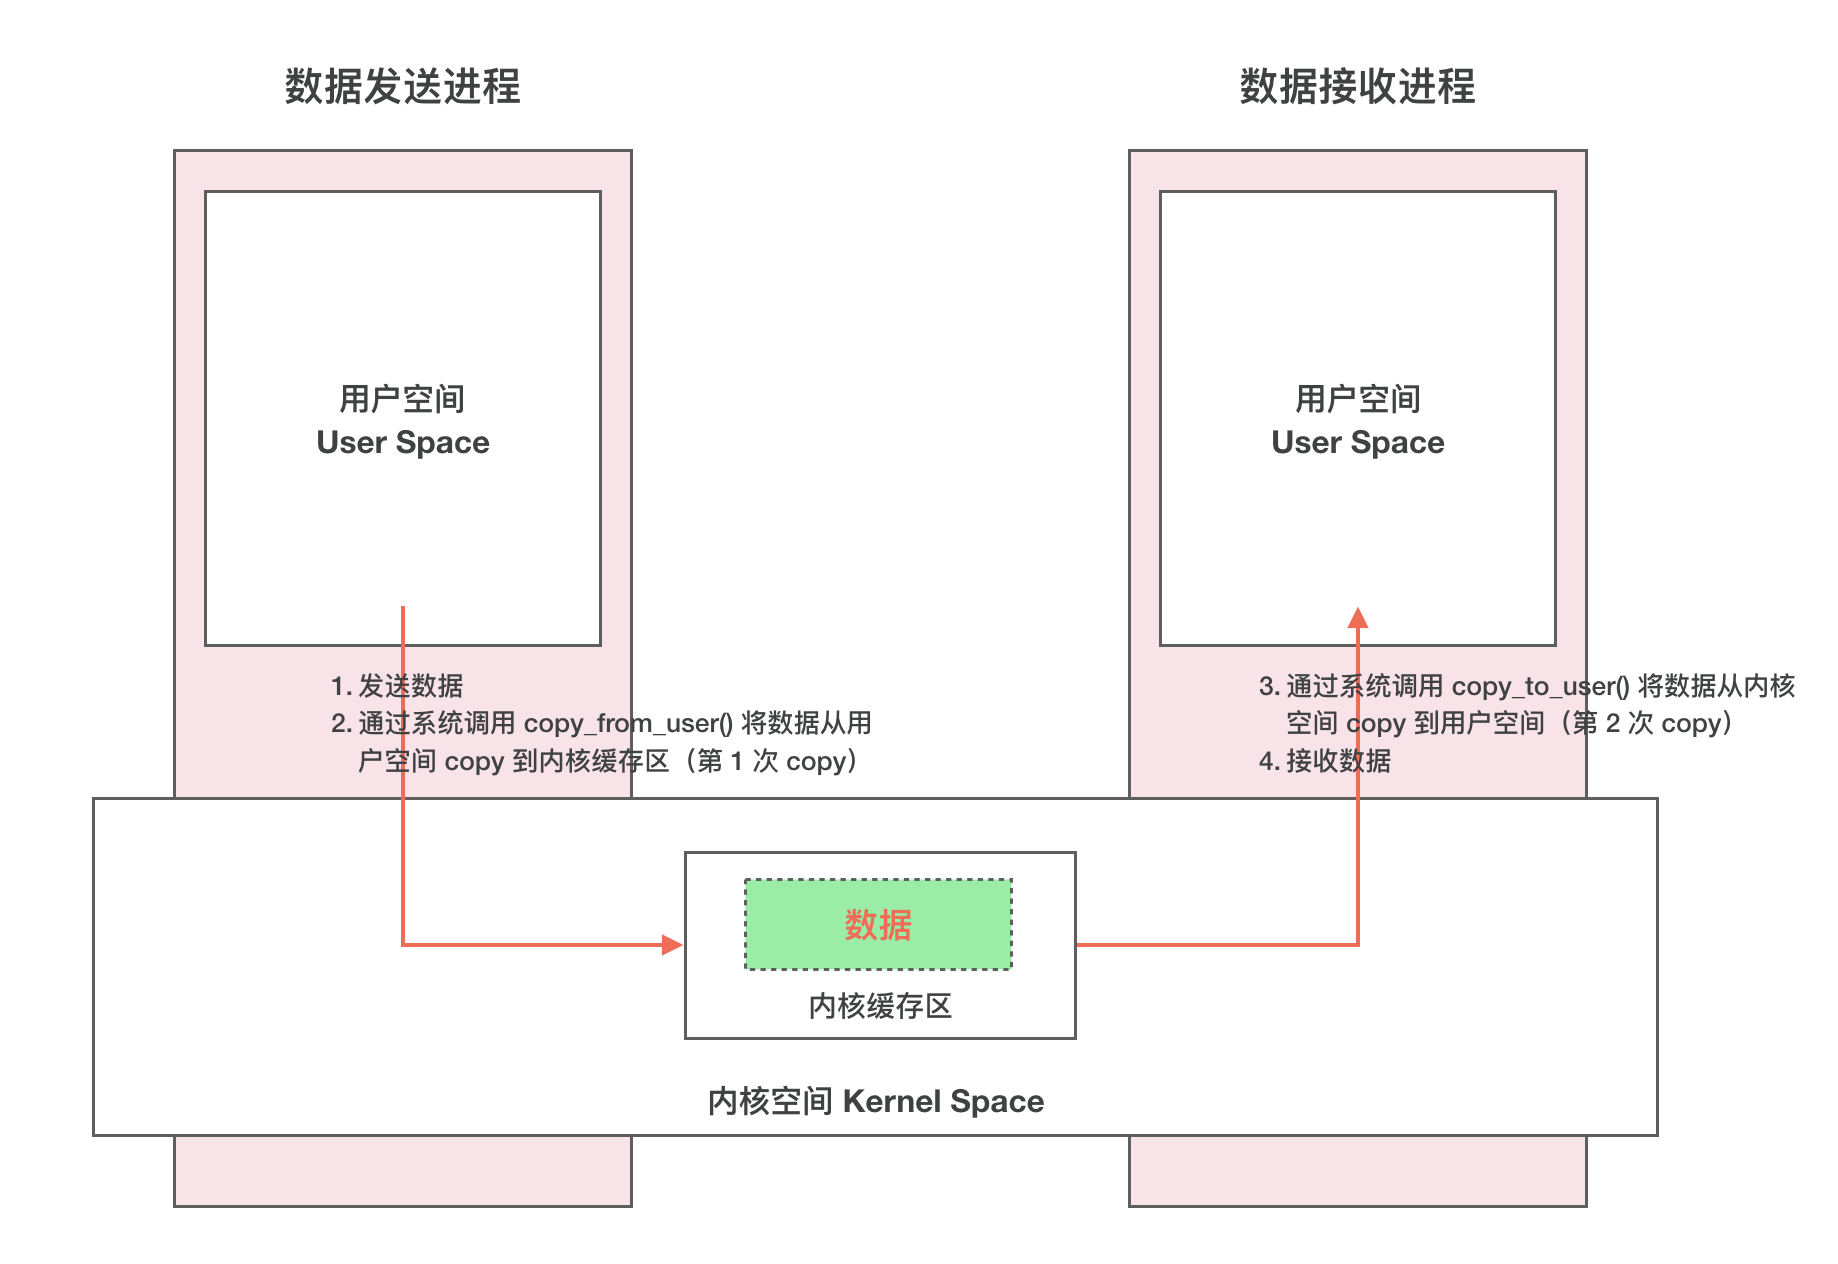 数据发送进程
数据接收进程
用户空间
User Space
用户空间
User Space
1. 发送数据
2. 通过系统调用 copy_from_user() 将数据从用
户空间 copy 到内核缓存区（第 1 次 copy）
3. 通过系统调用 copy_to_user() 将数据从内核
空间 copy 到用户空间（第 2 次 copy）
4. 接收数据
数据
内核缓存区
内核空间 Kernel Space